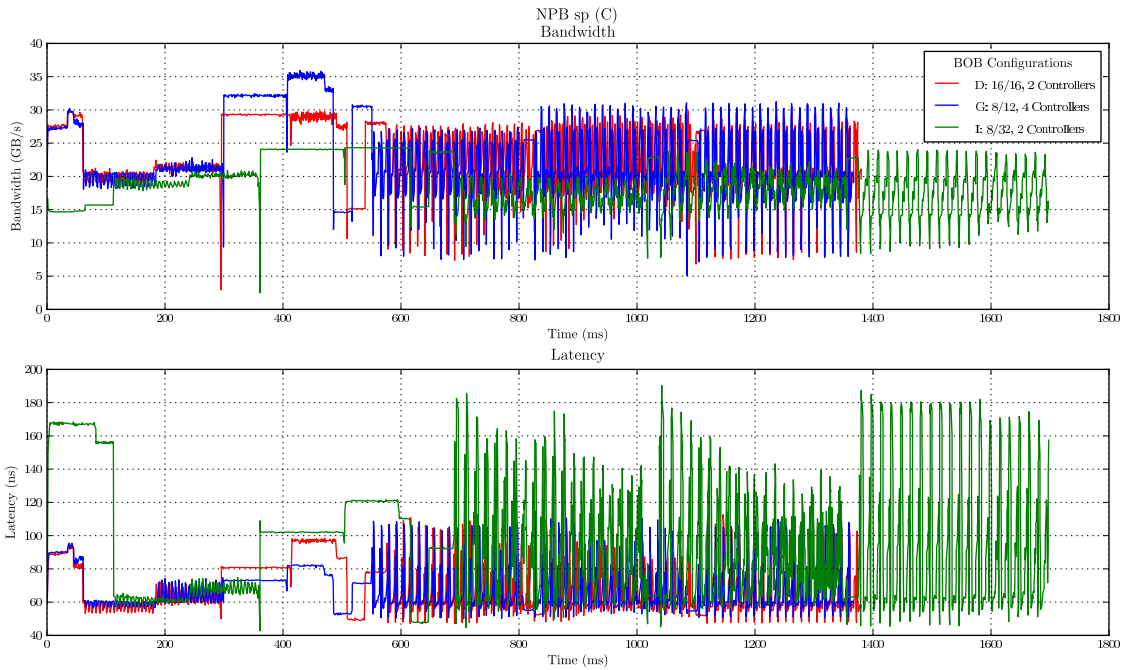 NPB sp (C)
Bandwidth
40
35
30
25
20
15
10
5
0
Bandwidth (GB/s)
BOB Configurations
D: 16/16, 2 Controllers
G: 8/12, 4 Controllers
I: 8/32, 2 Controllers
0 200 400 600 800 1000 1200 1400 1600 1800
Time (ms)
Latency
200
180
160
140
120
100
80
60
40
Latency (ns)
0 200 400 600 800 1000 1200 1400 1600 1800
Time (ms)